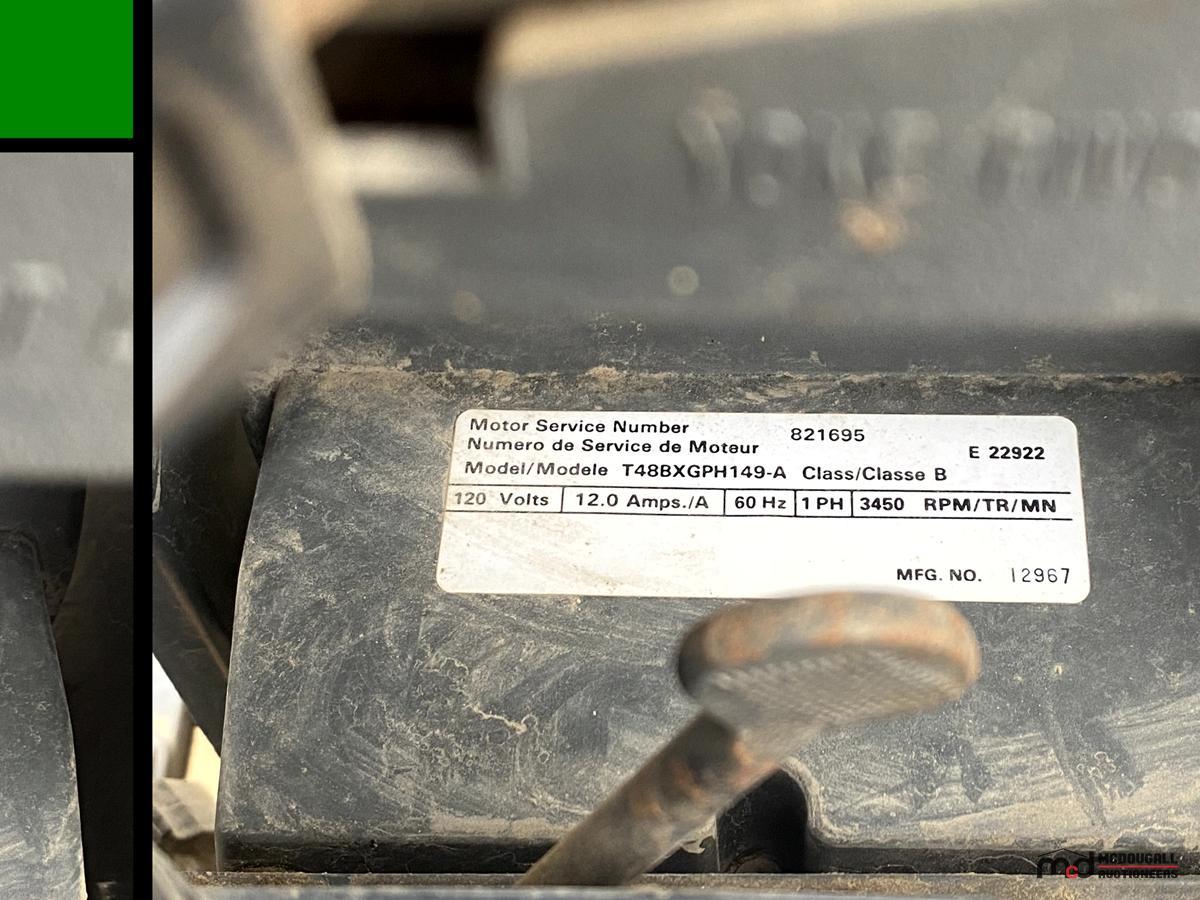 Motor Service Number 821695
Numero de Service de Moteur E 22922
Model/Modele T48BXGPH149-A Class/Classe B
120 Volts 12.0 Amps./A 60 Hz 1 PH 3450 RPM/TR/MN
MFG. NO. 12967
mcd MCDOUGALL
AUCTIONEERS